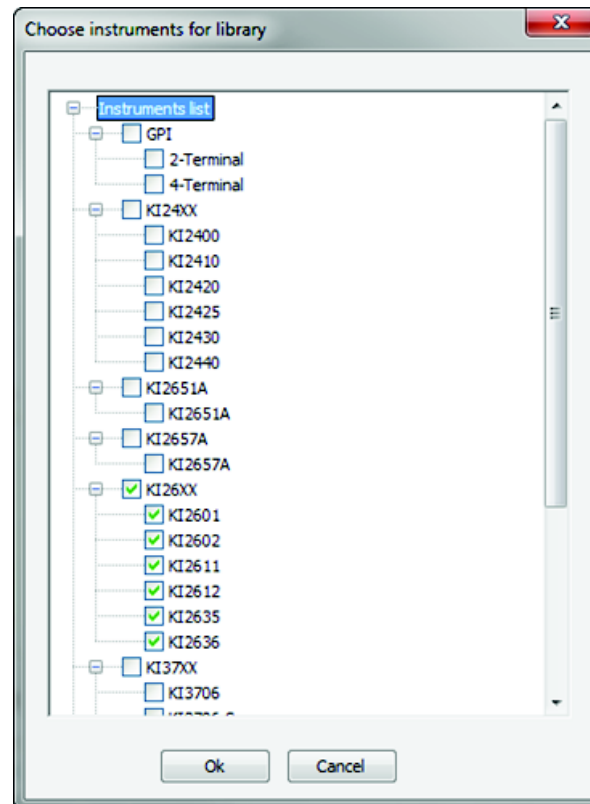 Choose instruments for library
Instruments list
GPI
2-Terminal
4-Terminal
KI24XX
KI2400
KI2410
KI2420
KI2425
KI2430
KI2440
KI2651A
KI2651A
KI2657A
KI2657A
KI26XX
KI2601
KI2602
KI2611
KI2612
KI2635
KI2636
KI37XX
KI3706
Ok
Cancel